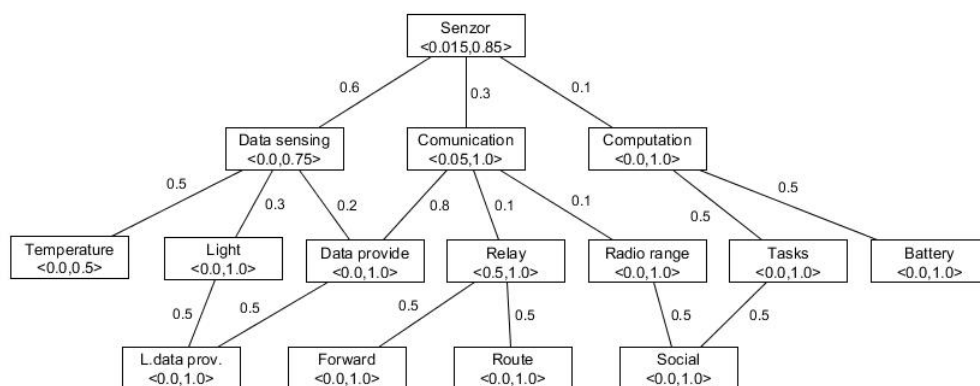 Senzor
<0.015,0.85>
0.6
0.3
0.1
Data sensing
<0.0,0.75>
Comunication
<0.05,1.0>
Computation
<0.0,1.0>
0.5
0.3
0.2
0.8
0.1
0.1
0.5
0.5
Temperature
<0.0,0.5>
Light
<0.0,1.0>
Data provide
<0.0,1.0>
Relay
<0.5,1.0>
Radio range
<0.0,1.0>
Tasks
<0.0,1.0>
Battery
<0.0,1.0>
0.5
0.5
0.5
0.5
0.5
0.5
L.data prov.
<0.0,1.0>
Forward
<0.0,1.0>
Route
<0.0,1.0>
Social
<0.0,1.0>